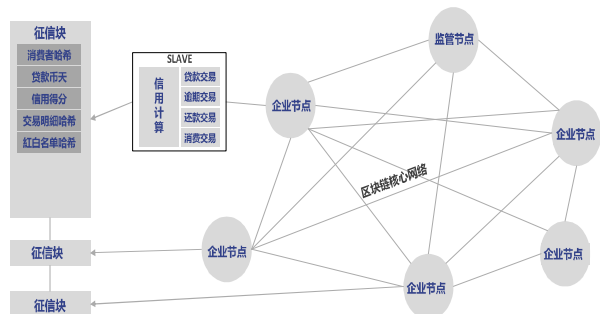 征信块
消費者哈希
贷款币天
信用得分
交易明细哈希
紅白名单哈希
SLAVE
信用计算
贷款交易
逾期交易
还款交易
消费交易
监管节点
企业节点
企业节点
区块链核心网络
征信块
企业节点
企业节点
征信块
企业节点